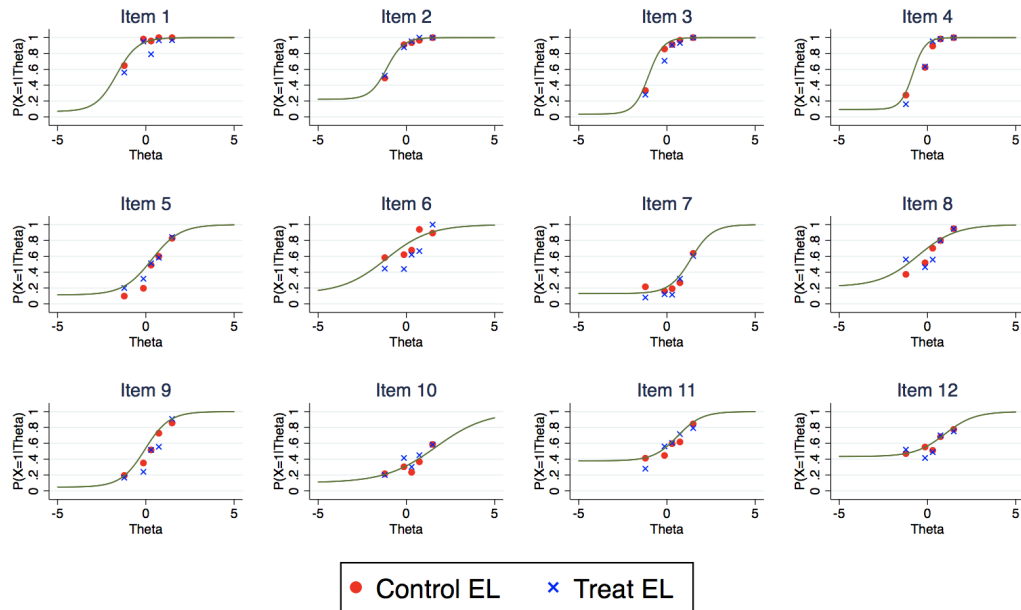 Item 1 Item 2 Item 3 Item 4
P(X=1|Theta) 0 .2 .4 .6 .8 1 P(X=1|Theta) 0 .2 .4 .6 .8 1 P(X=1|Theta) 0 .2 .4 .6 .8 1 P(X=1|Theta) 0 .2 .4 .6 .8 1
-5 0 5 -5 0 5 -5 0 5 -5 0 5
Theta Theta Theta Theta
Item 5 Item 6 Item 7 Item 8
P(X=1|Theta) 0 .2 .4 .6 .8 1 P(X=1|Theta) 0 .2 .4 .6 .8 1 P(X=1|Theta) 0 .2 .4 .6 .8 1 P(X=1|Theta) 0 .2 .4 .6 .8 1
-5 0 5 -5 0 5 -5 0 5 -5 0 5
Theta Theta Theta Theta
Item 9 Item 10 Item 11 Item 12
P(X=1|Theta) 0 .2 .4 .6 .8 1 P(X=1|Theta) 0 .2 .4 .6 .8 1 P(X=1|Theta) 0 .2 .4 .6 .8 1 P(X=1|Theta) 0 .2 .4 .6 .8 1
-5 0 5 -5 0 5 -5 0 5 -5 0 5
Theta Theta Theta Theta
Control EL Treat EL